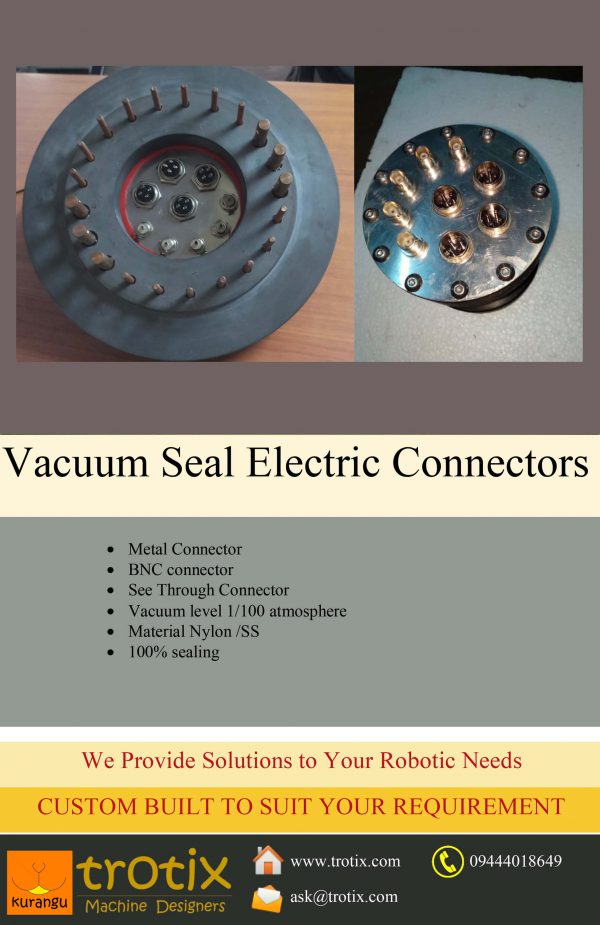 Vacuum Seal Electric Connectors
• Metal Connector
• BNC connector
• See Through Connector
• Vacuum level 1/100 atmosphere
• Material Nylon /SS
• 100% sealing
We Provide Solutions to Your Robotic Needs
CUSTOM BUILT TO SUIT YOUR REQUIREMENT
kurangu
trotix
Machine Designers
www.trotix.com
09444018649
ask@trotix.com